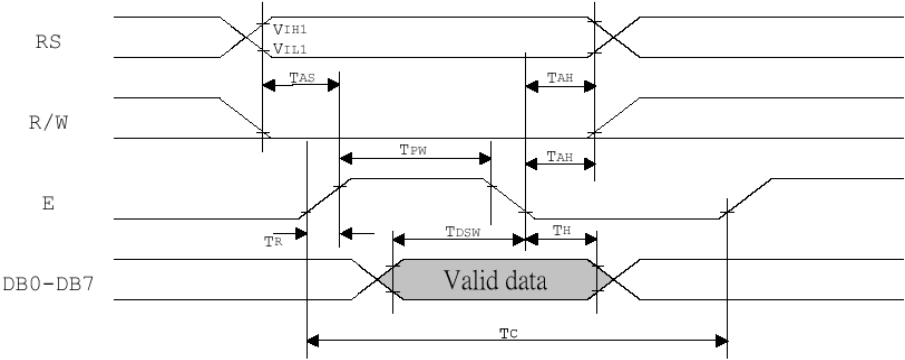 RS
VIH1
VIL1
TAS
TAH
R/W
TPW
TAH
E
TR
TDSW
TH
DB0-DB7
Valid data
TC